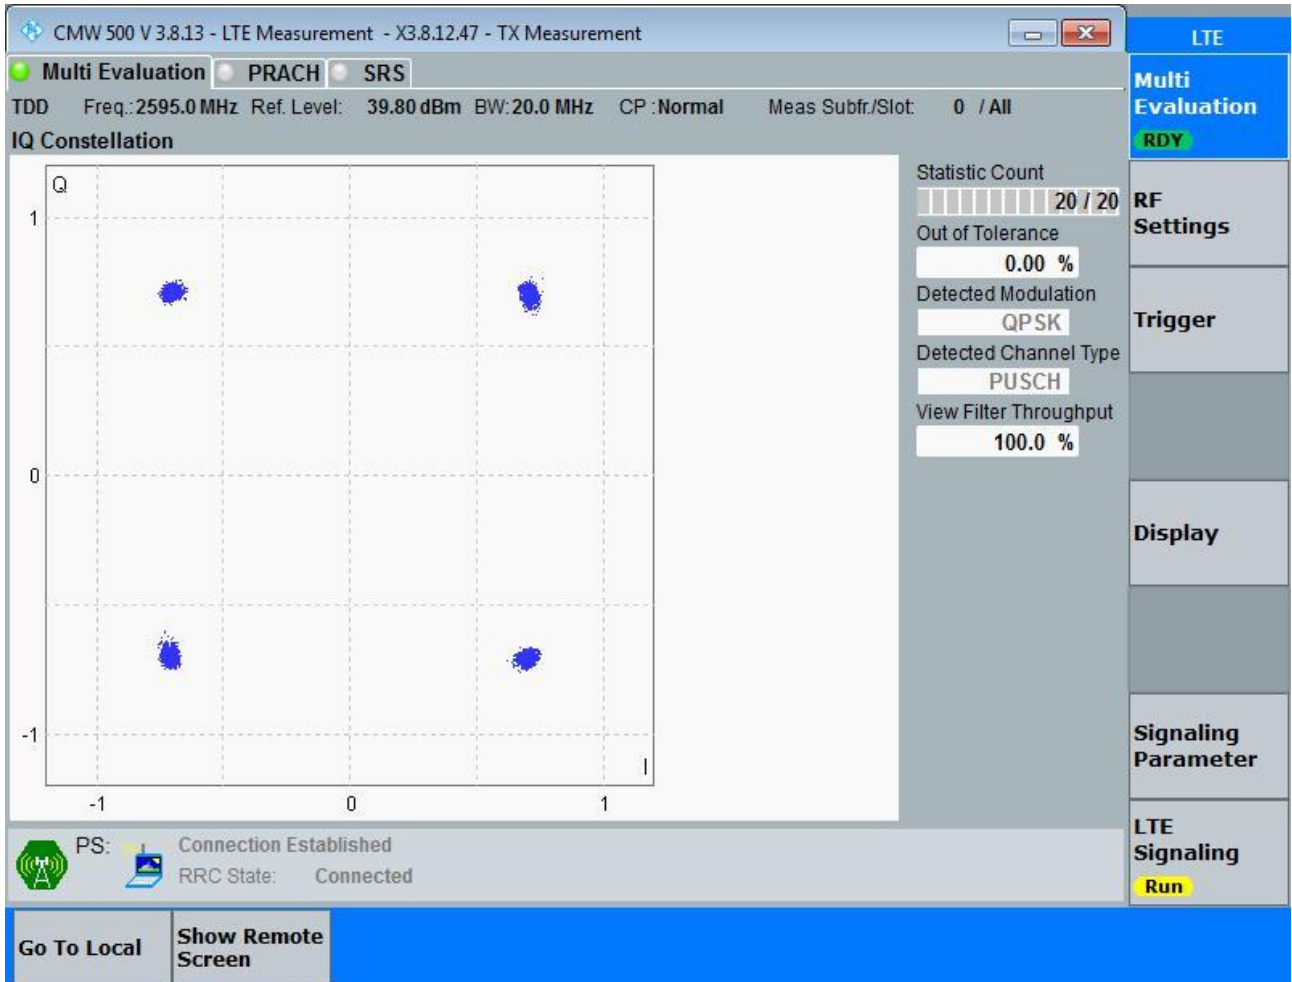 CMW 500 V 3.8.13 - LTE Measurement - X3.8.12.47 - TX Measurement
LTE
Multi Evaluation PRACH SRS
TDD Freq.: 2595.0 MHz Ref. Level: 39.80 dBm BW: 20.0 MHz CP : Normal Meas Subfr./Slot: 0 / All
IQ Constellation
Q
1
0
-1
I
-1 0 1
Statistic Count
20 / 20
Out of Tolerance
0.00 %
Detected Modulation
QPSK
Detected Channel Type
PUSCH
View Filter Throughput
100.0 %
Multi
Evaluation
RDY
RF
Settings
Trigger
Display
Signaling
Parameter
LTE
Signaling
Run
PS: Connection Established
RRC State: Connected
Go To Local
Show Remote
Screen